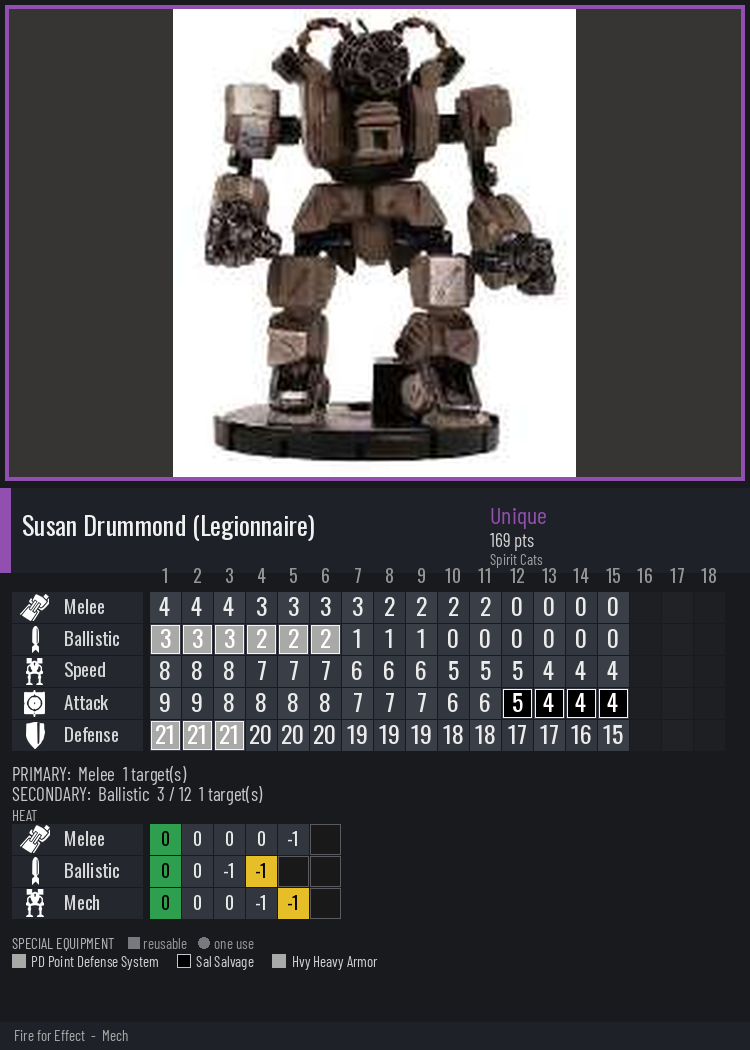 Susan Drummond (Legionnaire)
Unique
169 pts
Spirit Cats
1 2 3 4 5 6 7 8 9 10 11 12 13 14 15 16 17 18
Melee 4 4 4 3 3 3 3 2 2 2 2 0 0 0 0
Ballistic 3 3 3 2 2 2 1 1 1 0 0 0 0 0 0
Speed 8 8 8 7 7 7 6 6 6 5 5 5 4 4 4
Attack 9 9 8 8 8 8 7 7 7 6 6 5 4 4 4
Defense 21 21 21 20 20 20 19 19 19 18 18 17 17 16 15
PRIMARY: Melee 1 target(s)
SECONDARY: Ballistic 3 / 12 1 target(s)
HEAT
Melee 0 0 0 0 -1
Ballistic 0 0 -1 -1
Mech 0 0 0 -1 -1
SPECIAL EQUIPMENT reusable one use
PD Point Defense System Sal Salvage Hvy Heavy Armor
Fire for Effect - Mech